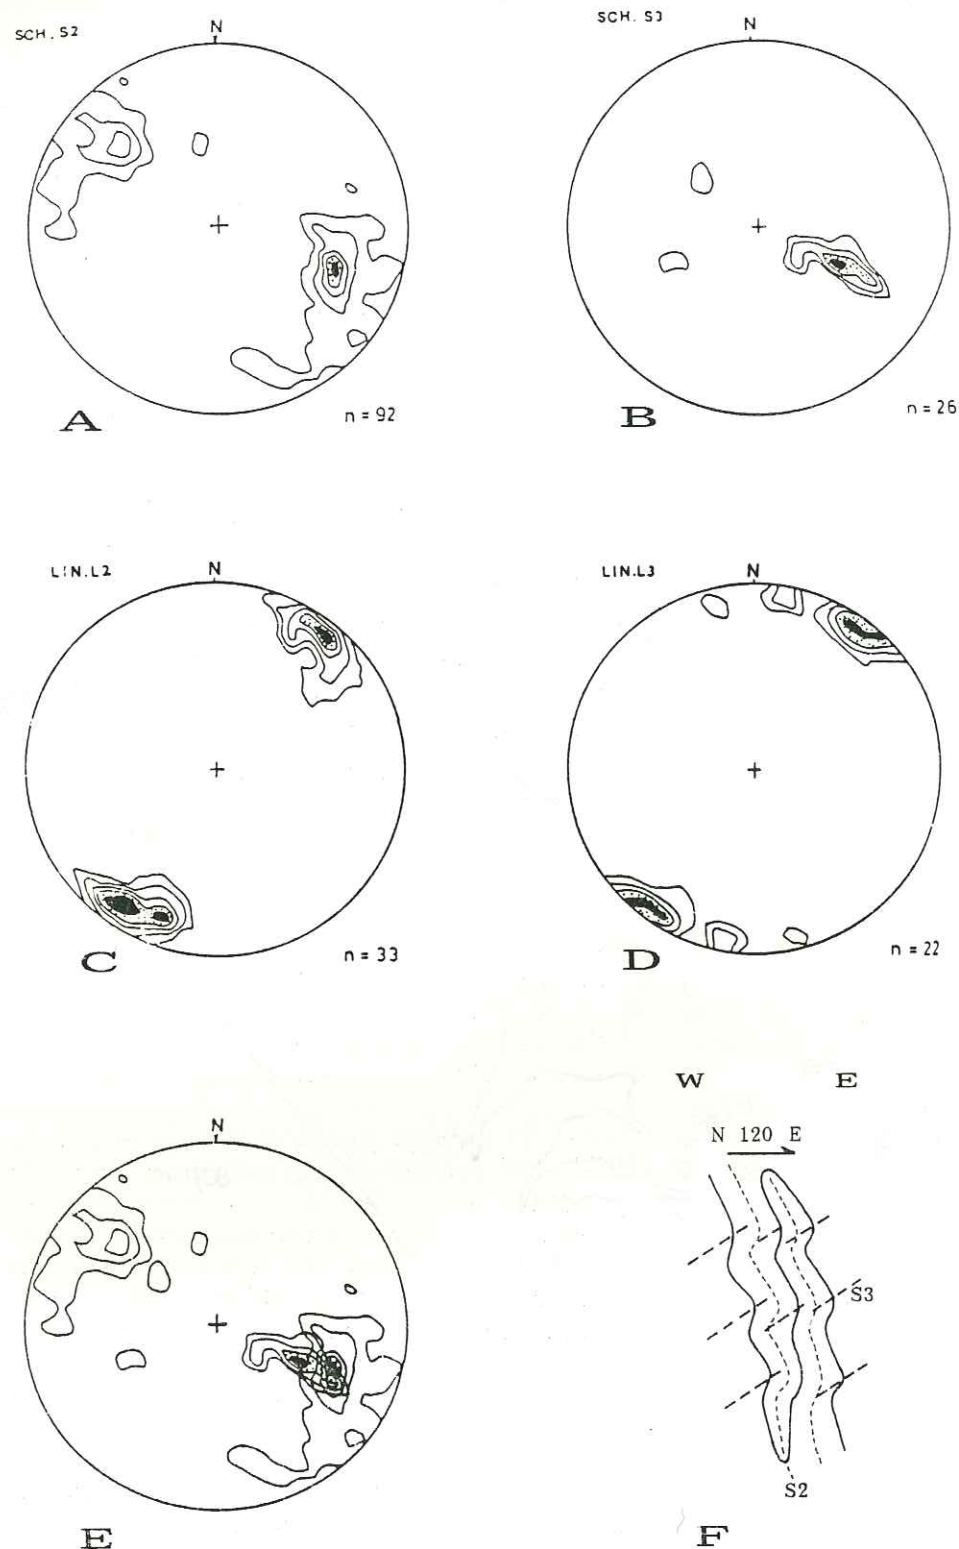 SCH. S2
N
A
n = 92
SCH. S3
N
B
n = 26
LIN.L2
N
C
n = 33
LIN.L3
N
D
n = 22
N
E
W E
N 120 E
S3
S2
F